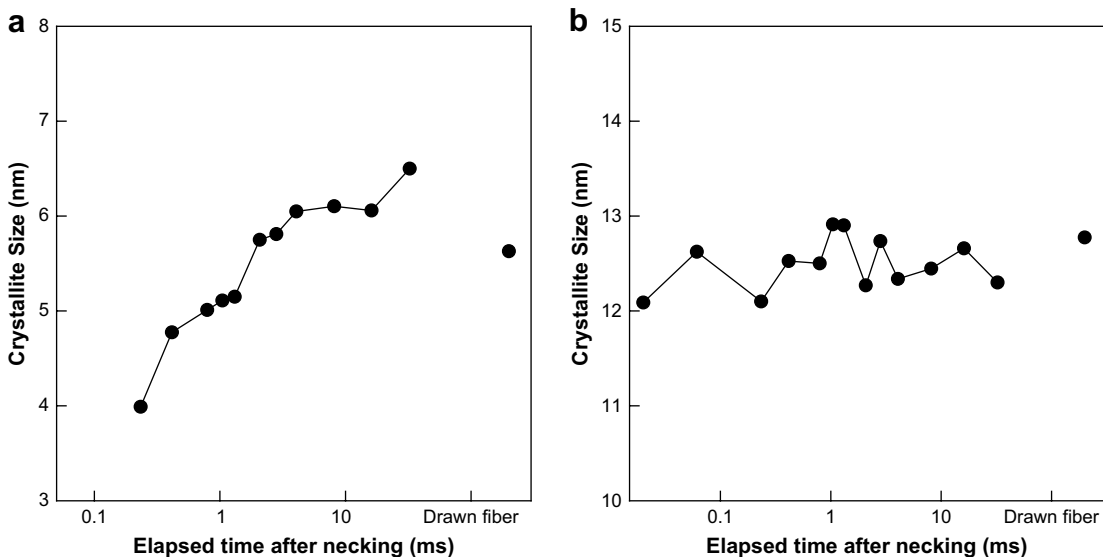 a
8
7
6
5
4
3
Crystallite Size (nm)
0.1 1 10 Drawn fiber
Elapsed time after necking (ms)
b
15
14
13
12
11
10
Crystallite Size (nm)
0.1 1 10 Drawn fiber
Elapsed time after necking (ms)